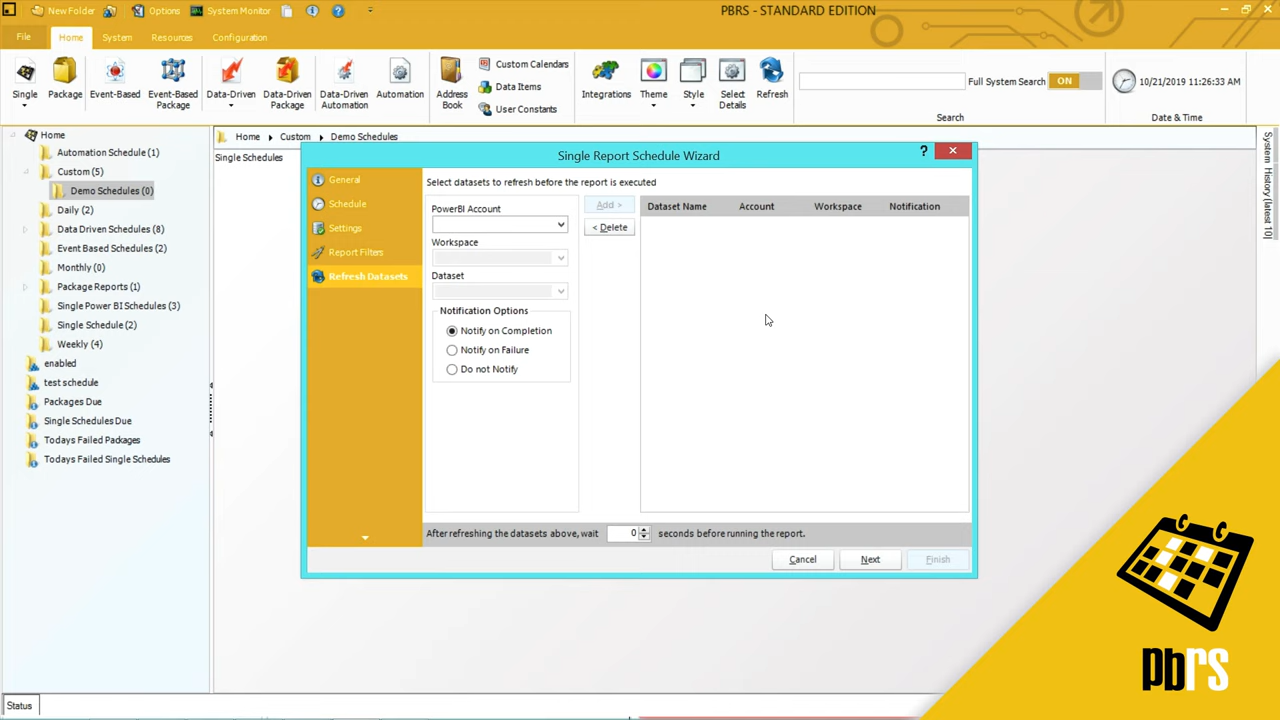 New Folder
Options
System Monitor
PBRS - STANDARD EDITION
File
Home
System
Resources
Configuration
Single
Package
Event-Based
Event-Based Package
Data-Driven
Data-Driven Package
Data-Driven Automation
Automation
Address Book
Custom Calendars
Data Items
User Constants
Integrations
Theme
Style
Select Details
Refresh
Full System Search
ON
Search
10/21/2019 11:26:33 AM
Date & Time
Home
Automation Schedule (1)
Custom (5)
Demo Schedules (0)
Daily (2)
Data Driven Schedules (8)
Event Based Schedules (2)
Monthly (0)
Package Reports (1)
Single Power BI Schedules (3)
Single Schedule (2)
Weekly (4)
enabled
test schedule
Packages Due
Single Schedules Due
Todays Failed Packages
Todays Failed Single Schedules
Home
Custom
Demo Schedules
Single Schedules
System History (latest 10)
Single Report Schedule Wizard
?
General
Schedule
Settings
Report Filters
Refresh Datasets
Select datasets to refresh before the report is executed
PowerBI Account
Workspace
Dataset
Notification Options
Notify on Completion
Notify on Failure
Do not Notify
Add >
< Delete
Dataset Name Account Workspace Notification
After refreshing the datasets above, wait 0 seconds before running the report.
Cancel
Next
Finish
pbrs
Status